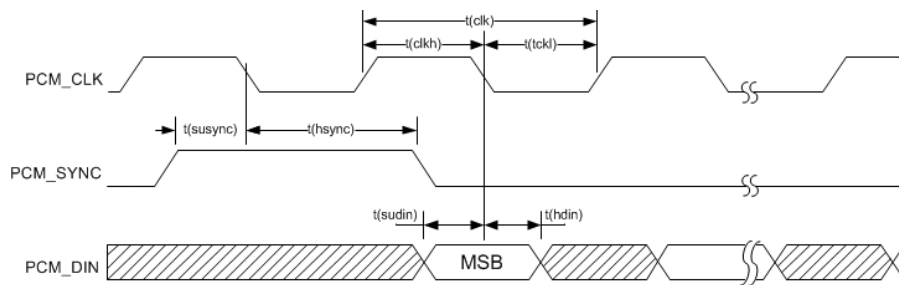 t(clk)
t(clkh)
t(tckl)
PCM_CLK
t(susync)
t(hsync)
PCM_SYNC
t(sudin)
t(hdin)
PCM_DIN
MSB